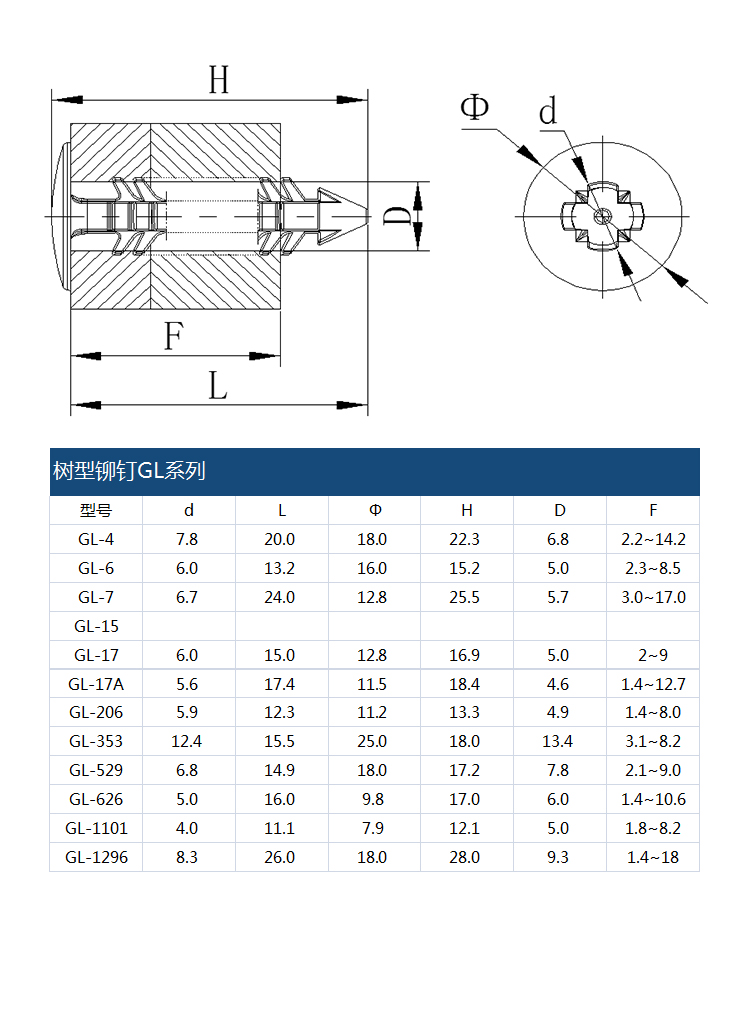 H
Φ
d
D
F
L
树型铆钉GL系列
型号 d L Φ H D F
GL-4 7.8 20.0 18.0 22.3 6.8 2.2~14.2
GL-6 6.0 13.2 16.0 15.2 5.0 2.3~8.5
GL-7 6.7 24.0 12.8 25.5 5.7 3.0~17.0
GL-15
GL-17 6.0 15.0 12.8 16.9 5.0 2~9
GL-17A 5.6 17.4 11.5 18.4 4.6 1.4~12.7
GL-206 5.9 12.3 11.2 13.3 4.9 1.4~8.0
GL-353 12.4 15.5 25.0 18.0 13.4 3.1~8.2
GL-529 6.8 14.9 18.0 17.2 7.8 2.1~9.0
GL-626 5.0 16.0 9.8 17.0 6.0 1.4~10.6
GL-1101 4.0 11.1 7.9 12.1 5.0 1.8~8.2
GL-1296 8.3 26.0 18.0 28.0 9.3 1.4~18